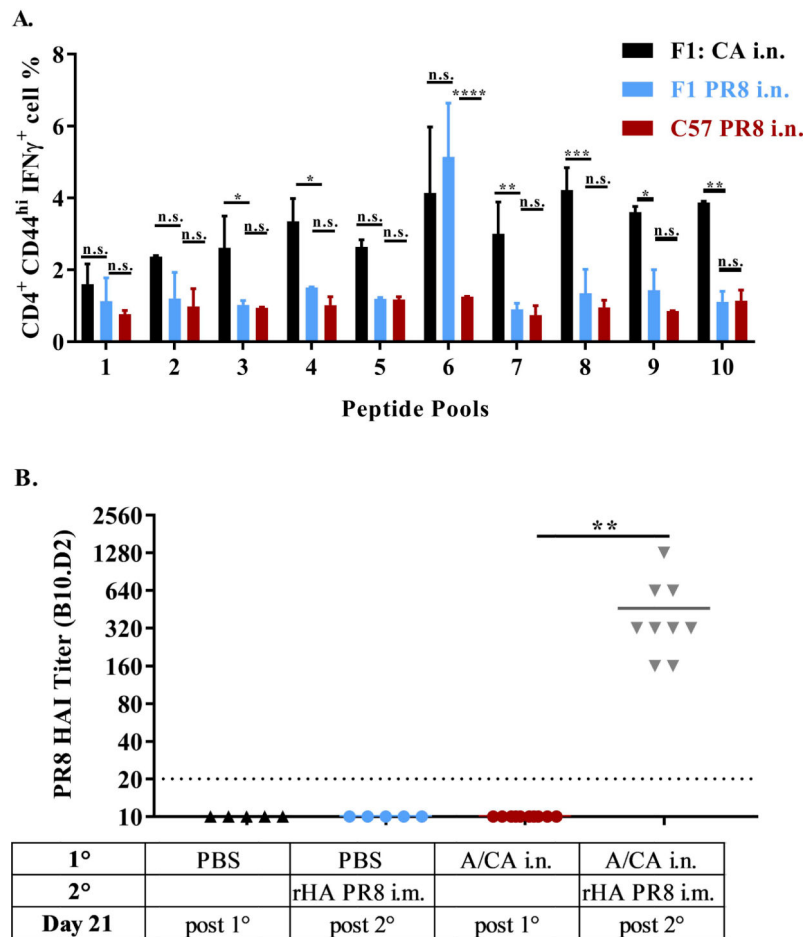 A.
CD4+ CD44hi IFNγ+ cell %
8
6
4
2
0
F1: CA i.n.
F1 PR8 i.n.
C57 PR8 i.n.
n.s. n.s. n.s. n.s. * n.s. * n.s. n.s. n.s. n.s. **** ** n.s. *** n.s. * n.s. ** n.s.
1 2 3 4 5 6 7 8 9 10
Peptide Pools
B.
PR8 HAI Titer (B10.D2)
2560
1280
640
320
160
80
40
20
10
**
1° PBS PBS A/CA i.n. A/CA i.n.
2° rHA PR8 i.m. rHA PR8 i.m.
Day 21 post 1° post 2° post 1° post 2°